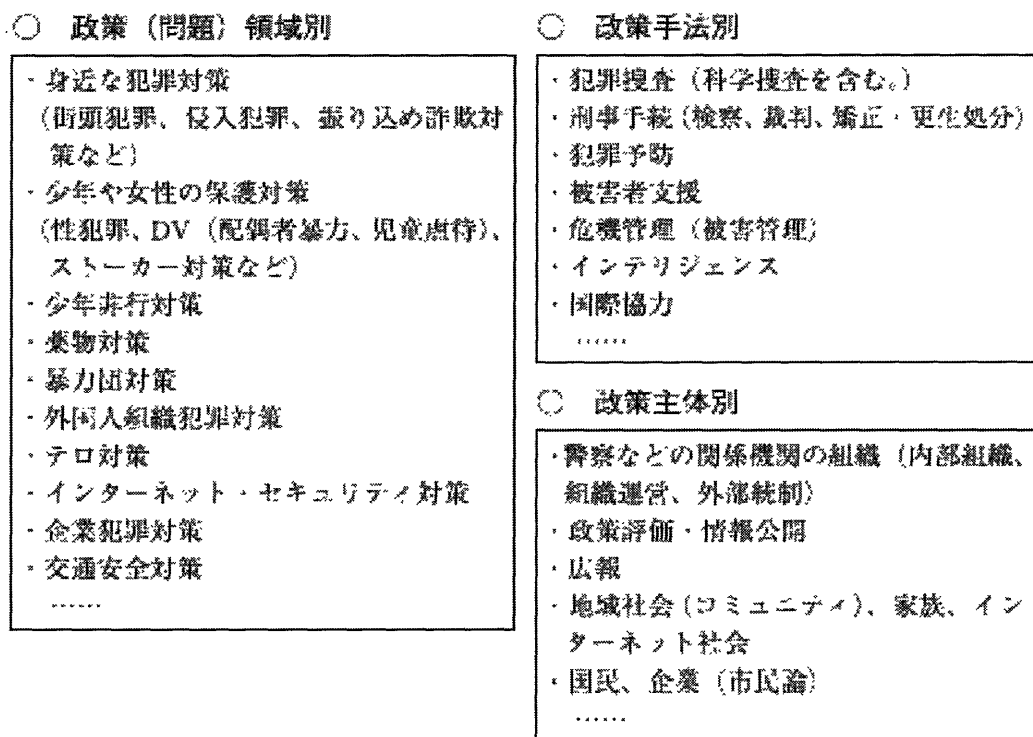 ○ 政策（問題）領域別
・身近な犯罪対策
（街頭犯罪、侵入犯罪、振り込め詐欺対
策など）
・少年や女性の保護対策
（性犯罪、DV（配偶者暴力、児童虐待）、
ストーカー対策など）
・少年非行対策
・薬物対策
・暴力団対策
・外国人組織犯罪対策
・テロ対策
・インターネット・セキュリティ対策
・企業犯罪対策
・交通安全対策
……
○ 政策手法別
・犯罪捜査（科学捜査を含む。）
・刑事手続（検察、裁判、矯正・更生処分）
・犯罪予防
・被害者支援
・危機管理（被害管理）
・インテリジェンス
・国際協力
……
○ 政策主体別
・警察などの関係機関の組織（内部組織、
組織運営、外部統制）
・政策評価・情報公開
・広報
・地域社会（コミュニティ）、家族、イン
ターネット社会
・国民、企業（市民論）
……